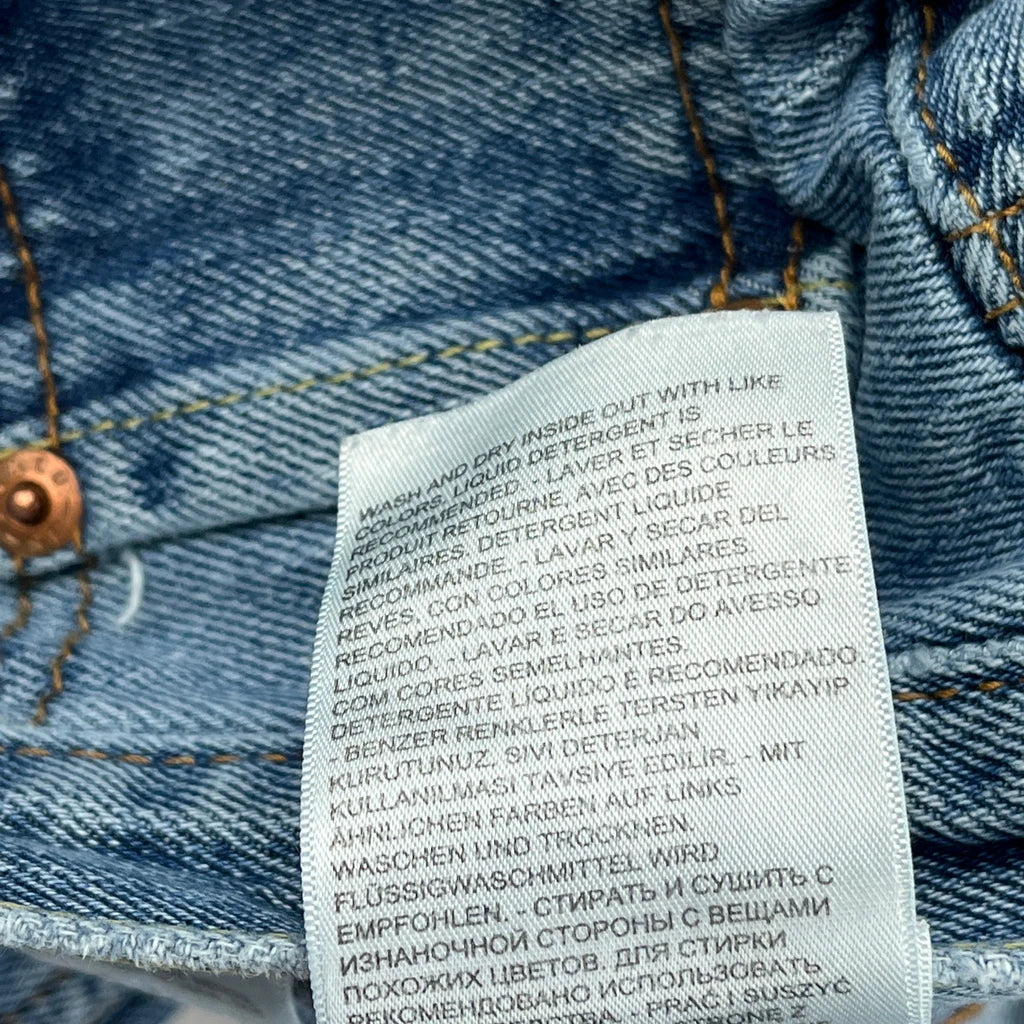 WASH AND DRY INSIDE OUT WITH LIKE
COLORS, LIQUID DETERGENT IS
RECOMMENDED. - LAVER ET SECHER LE
PRODUIT RETOURNE, AVEC DES COULEURS
SIMILAIRES, DETERGENT LIQUIDE
RECOMMANDE. - LAVAR Y SECAR DEL
REVES, CON COLORES SIMILARES.
RECOMENDADO EL USO DE DETERGENTE
LIQUIDO. - LAVAR E SECAR DO AVESSO
COM CORES SEMELHANTES.
DETERGENTE LÍQUIDO É RECOMENDADO.
- BENZER RENKLERLE TERSTEN YIKAYIP
KURUTUNUZ. SIVI DETERJAN
KULLANILMASI TAVSIYE EDILIR. - MIT
ÄHNLICHEN FARBEN AUF LINKS
WASCHEN UND TROCKNEN.
FLÜSSIGWASCHMITTEL WIRD
EMPFOHLEN. - СТИРАТЬ И СУШИТЬ С
ИЗНАНОЧНОЙ СТОРОНЫ С ВЕЩАМИ
ПОХОЖИХ ЦВЕТОВ. ДЛЯ СТИРКИ
РЕКОМЕНДОВАНО ИСПОЛЬЗОВАТЬ
- PRAĆ I SUSZYĆ